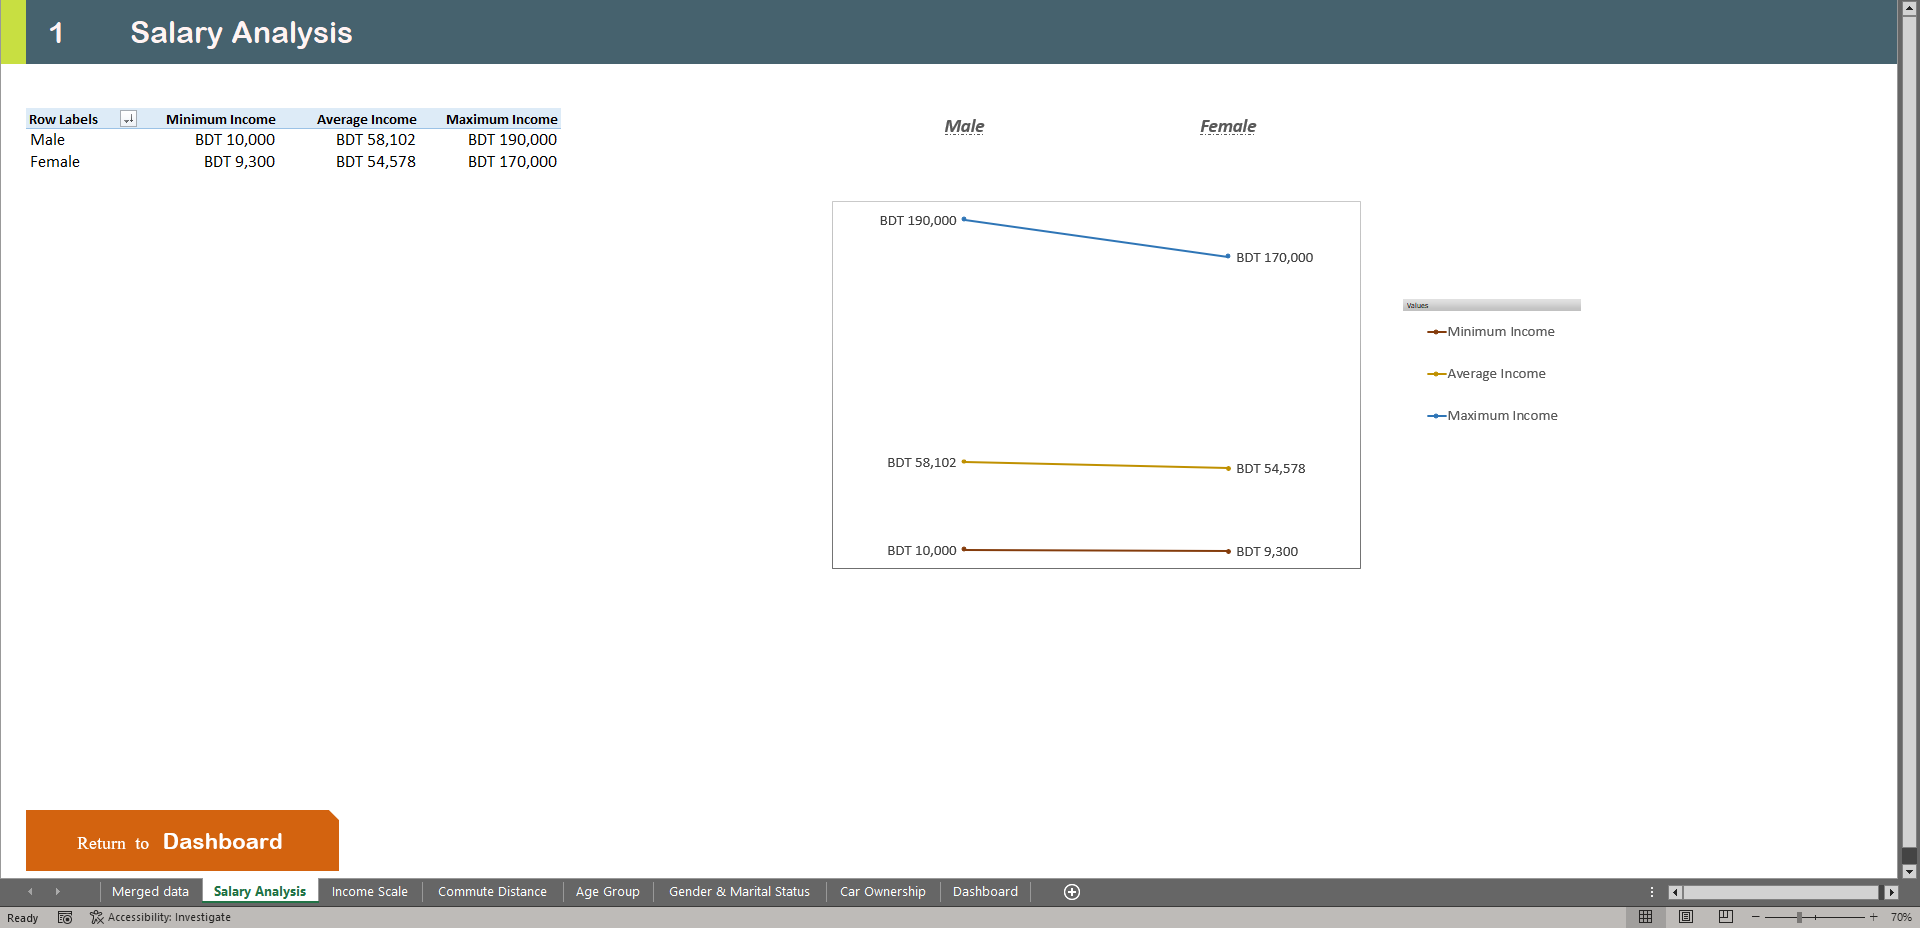 1 Salary Analysis
Row Labels Minimum Income Average Income Maximum Income
Male BDT 10,000 BDT 58,102 BDT 190,000
Female BDT 9,300 BDT 54,578 BDT 170,000
Male Female
BDT 190,000
BDT 170,000
BDT 58,102
BDT 54,578
BDT 10,000
BDT 9,300
Values
Minimum Income
Average Income
Maximum Income
Return to Dashboard
Merged data Salary Analysis Income Scale Commute Distance Age Group Gender & Marital Status Car Ownership Dashboard
Ready Accessibility: Investigate 70%